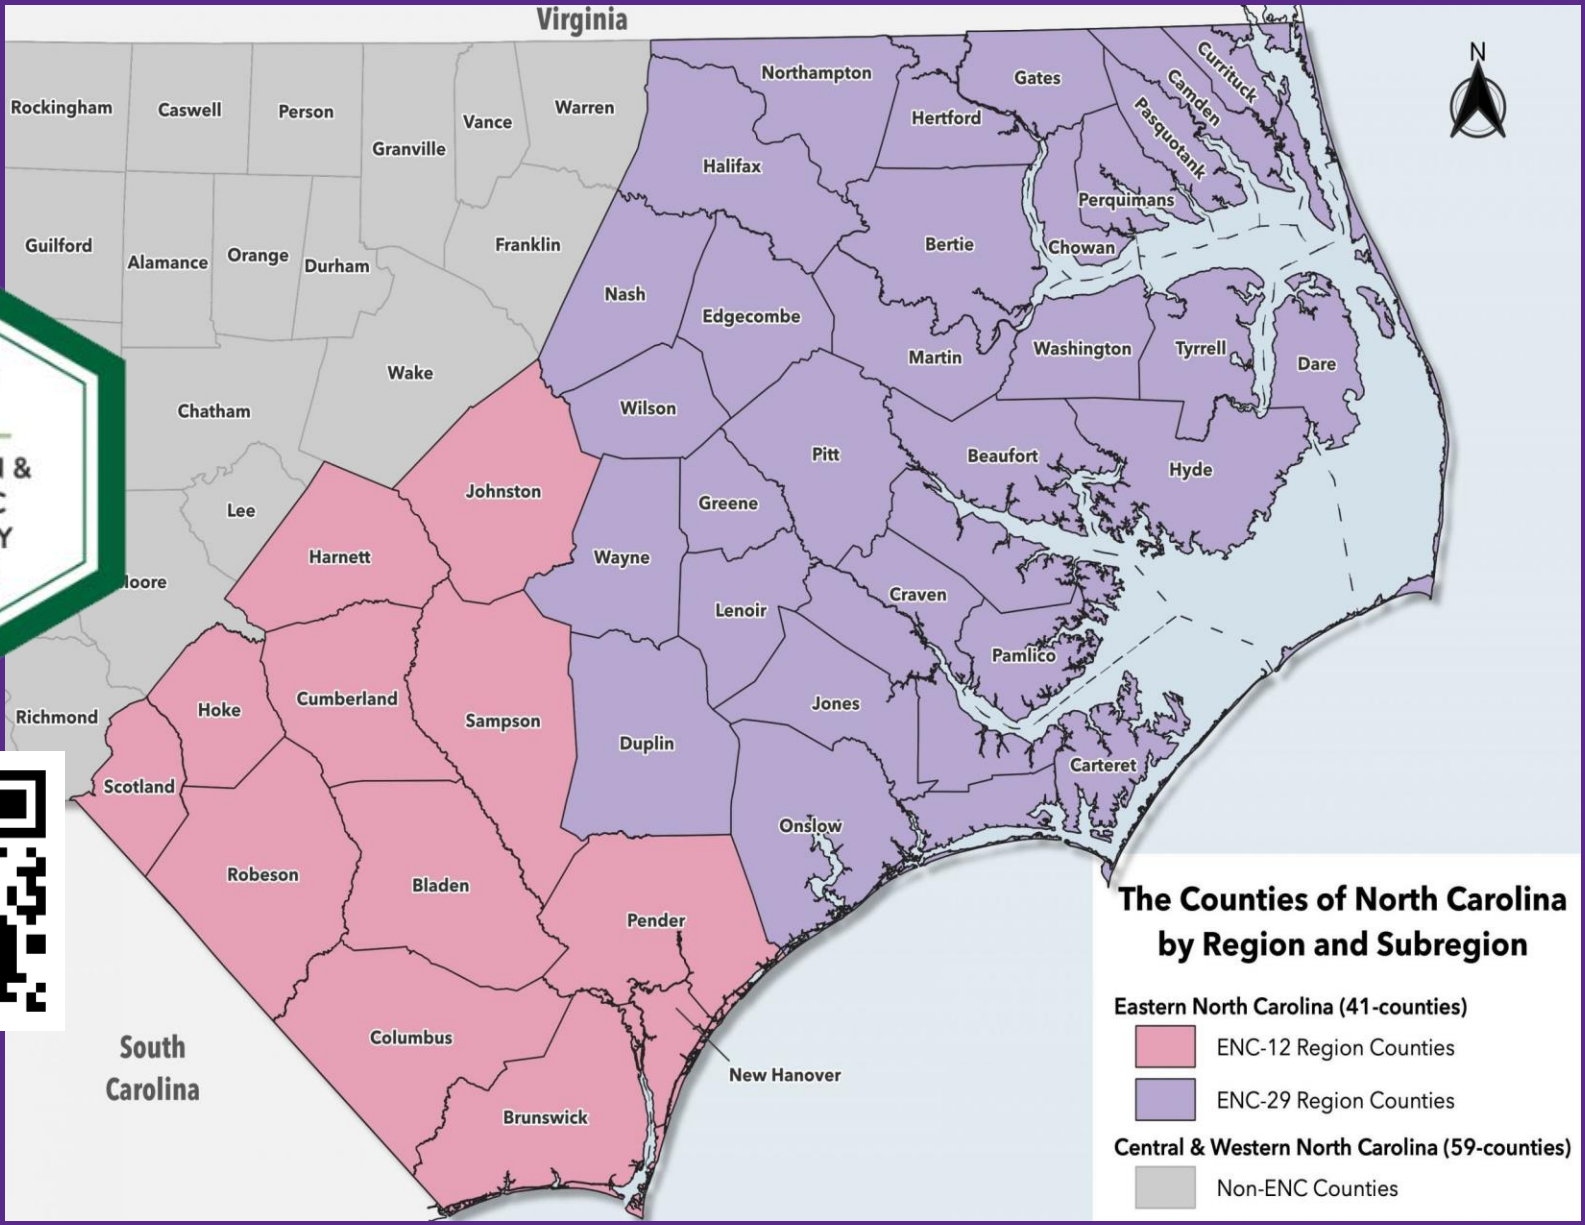 Virginia
N
Northampton
Gates
Currituck
Camden
Pasquotank
Rockingham
Caswell
Person
Vance
Warren
Hertford
Granville
Halifax
Perquimans
Guilford
Alamance
Orange
Durham
Franklin
Bertie
Chowan
Nash
Edgecombe
Martin
Washington
Tyrrell
Dare
Wake
Chatham
Wilson
Pitt
Beaufort
Hyde
&
Y
Lee
Johnston
Greene
Harnett
Wayne
Lenoir
Craven
oore
Pamlico
Richmond
Hoke
Cumberland
Sampson
Jones
Duplin
Scotland
Carteret
Onslow
Robeson
Bladen
Pender
South
Carolina
Columbus
New Hanover
Brunswick
The Counties of North Carolina
by Region and Subregion
Eastern North Carolina (41-counties)
ENC-12 Region Counties
ENC-29 Region Counties
Central & Western North Carolina (59-counties)
Non-ENC Counties